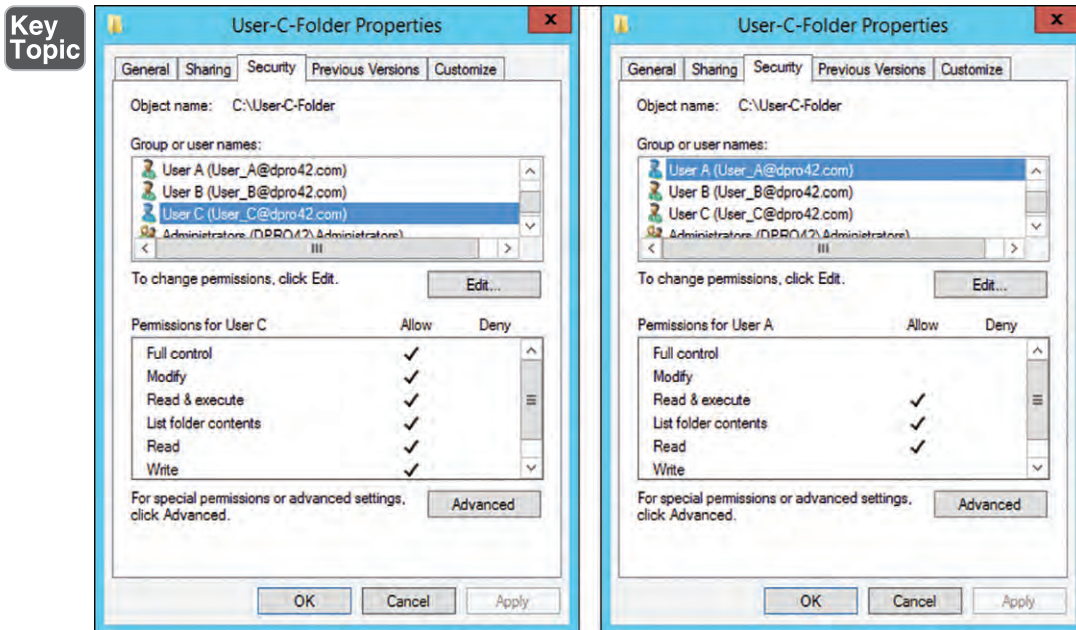 Key
Topic
User-C-Folder Properties
x
General Sharing Security Previous Versions Customize
Object name: C:\User-C-Folder
Group or user names:
User A (User_A@dpro42.com)
User B (User_B@dpro42.com)
User C (User_C@dpro42.com)
Administrators (DPRO42\Administrators)
To change permissions, click Edit.
Edit...
Permissions for User C Allow Deny
Full control
Modify
Read & execute
List folder contents
Read
Write
For special permissions or advanced settings,
click Advanced.
Advanced
OK Cancel Apply
User-C-Folder Properties
x
General Sharing Security Previous Versions Customize
Object name: C:\User-C-Folder
Group or user names:
User A (User_A@dpro42.com)
User B (User_B@dpro42.com)
User C (User_C@dpro42.com)
Administrators (DPRO42\Administrators)
To change permissions, click Edit.
Edit...
Permissions for User A Allow Deny
Full control
Modify
Read & execute
List folder contents
Read
Write
For special permissions or advanced settings,
click Advanced.
Advanced
OK Cancel Apply